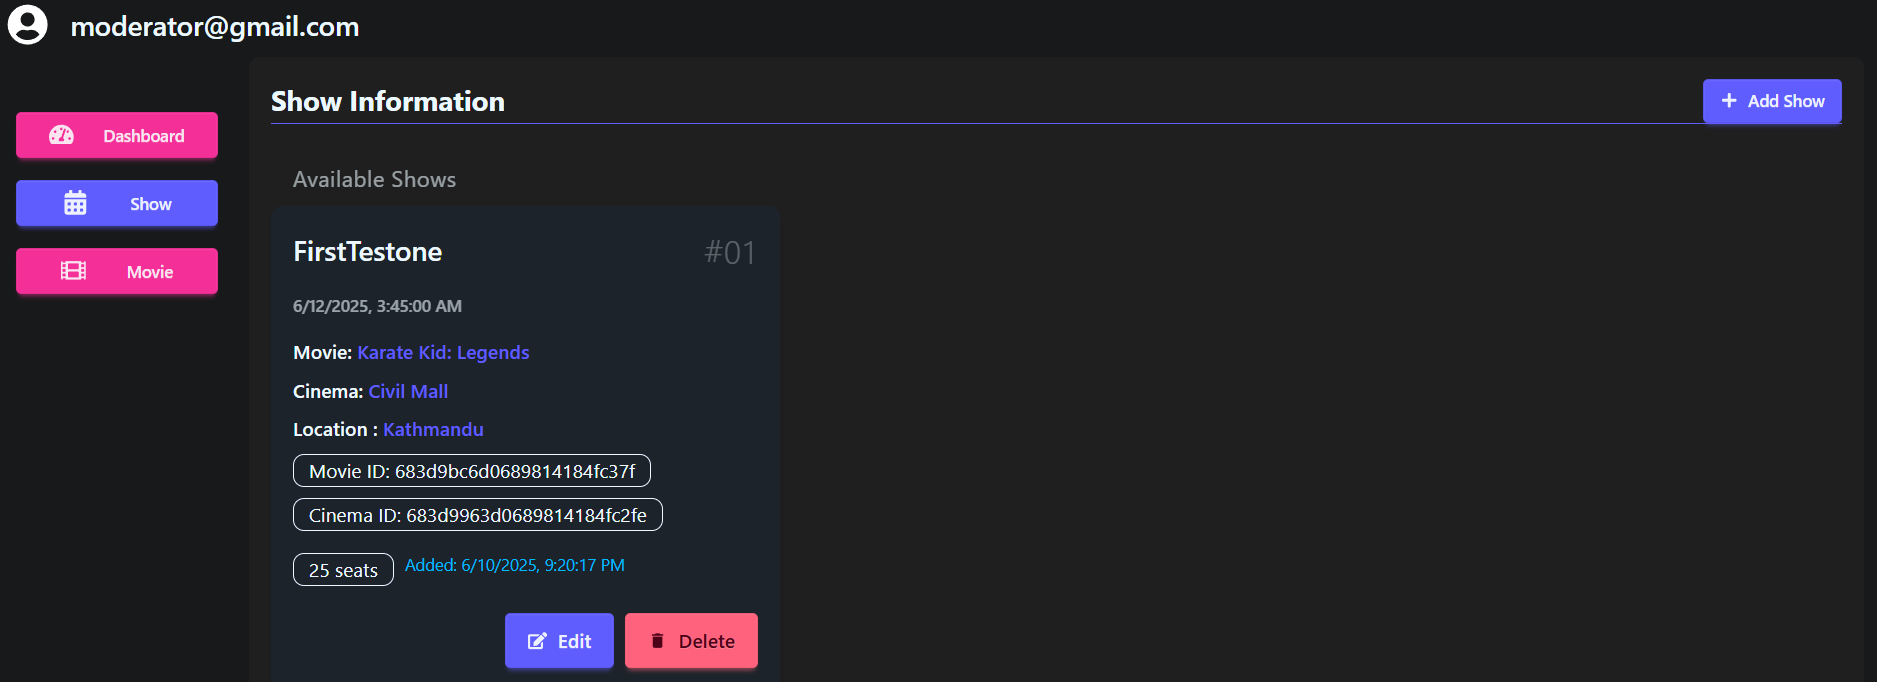 moderator@gmail.com
Dashboard
Show
Movie
Show Information
Add Show
Available Shows
FirstTestone
#01
6/12/2025, 3:45:00 AM
Movie: Karate Kid: Legends
Cinema: Civil Mall
Location : Kathmandu
Movie ID: 683d9bc6d0689814184fc37f
Cinema ID: 683d9963d0689814184fc2fe
25 seats Added: 6/10/2025, 9:20:17 PM
Edit Delete